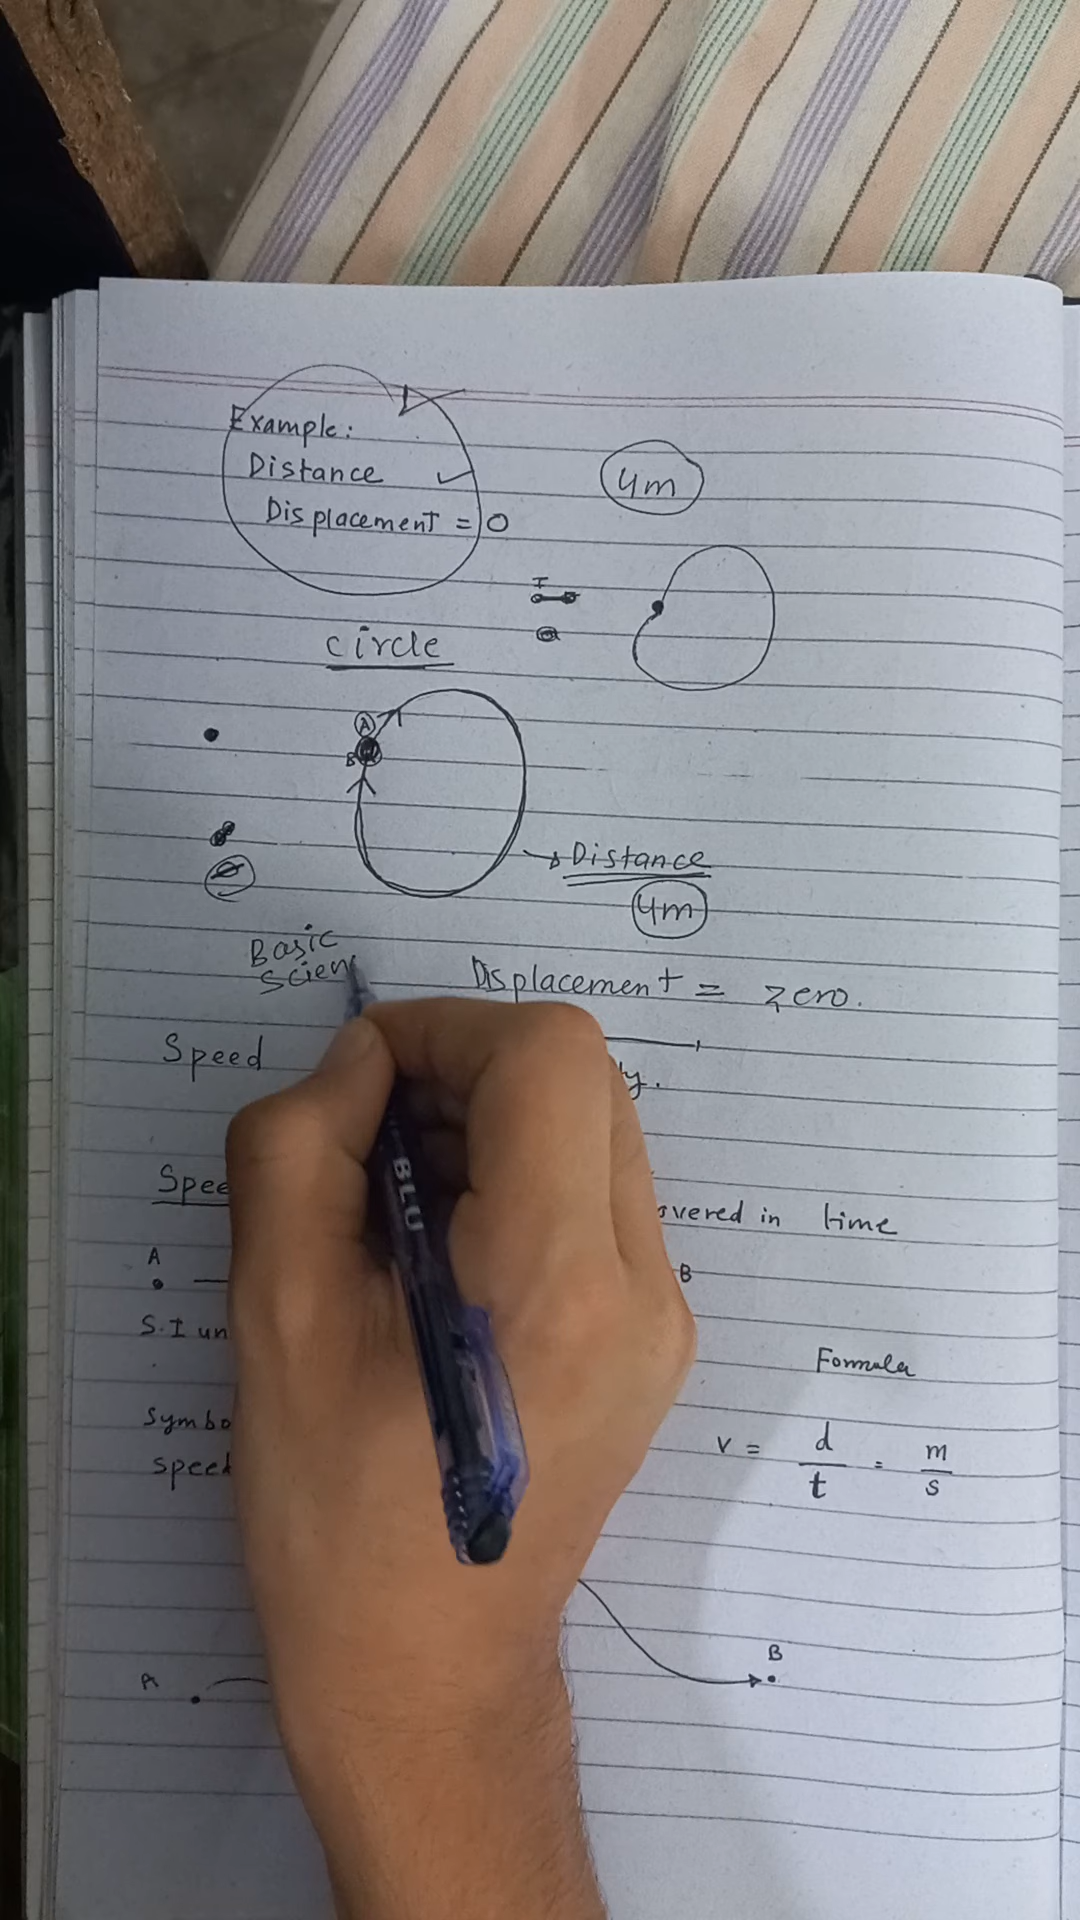 Example:
Distance
Displacement = 0
4m
I
circle
A
B
Distance
4m
Basic
Scien
Displacement = zero.
Speed
Spee
overed in time
A
B
S.I un
Formula
Symbo
v = d/t = m/s
speed
A
B
BLU